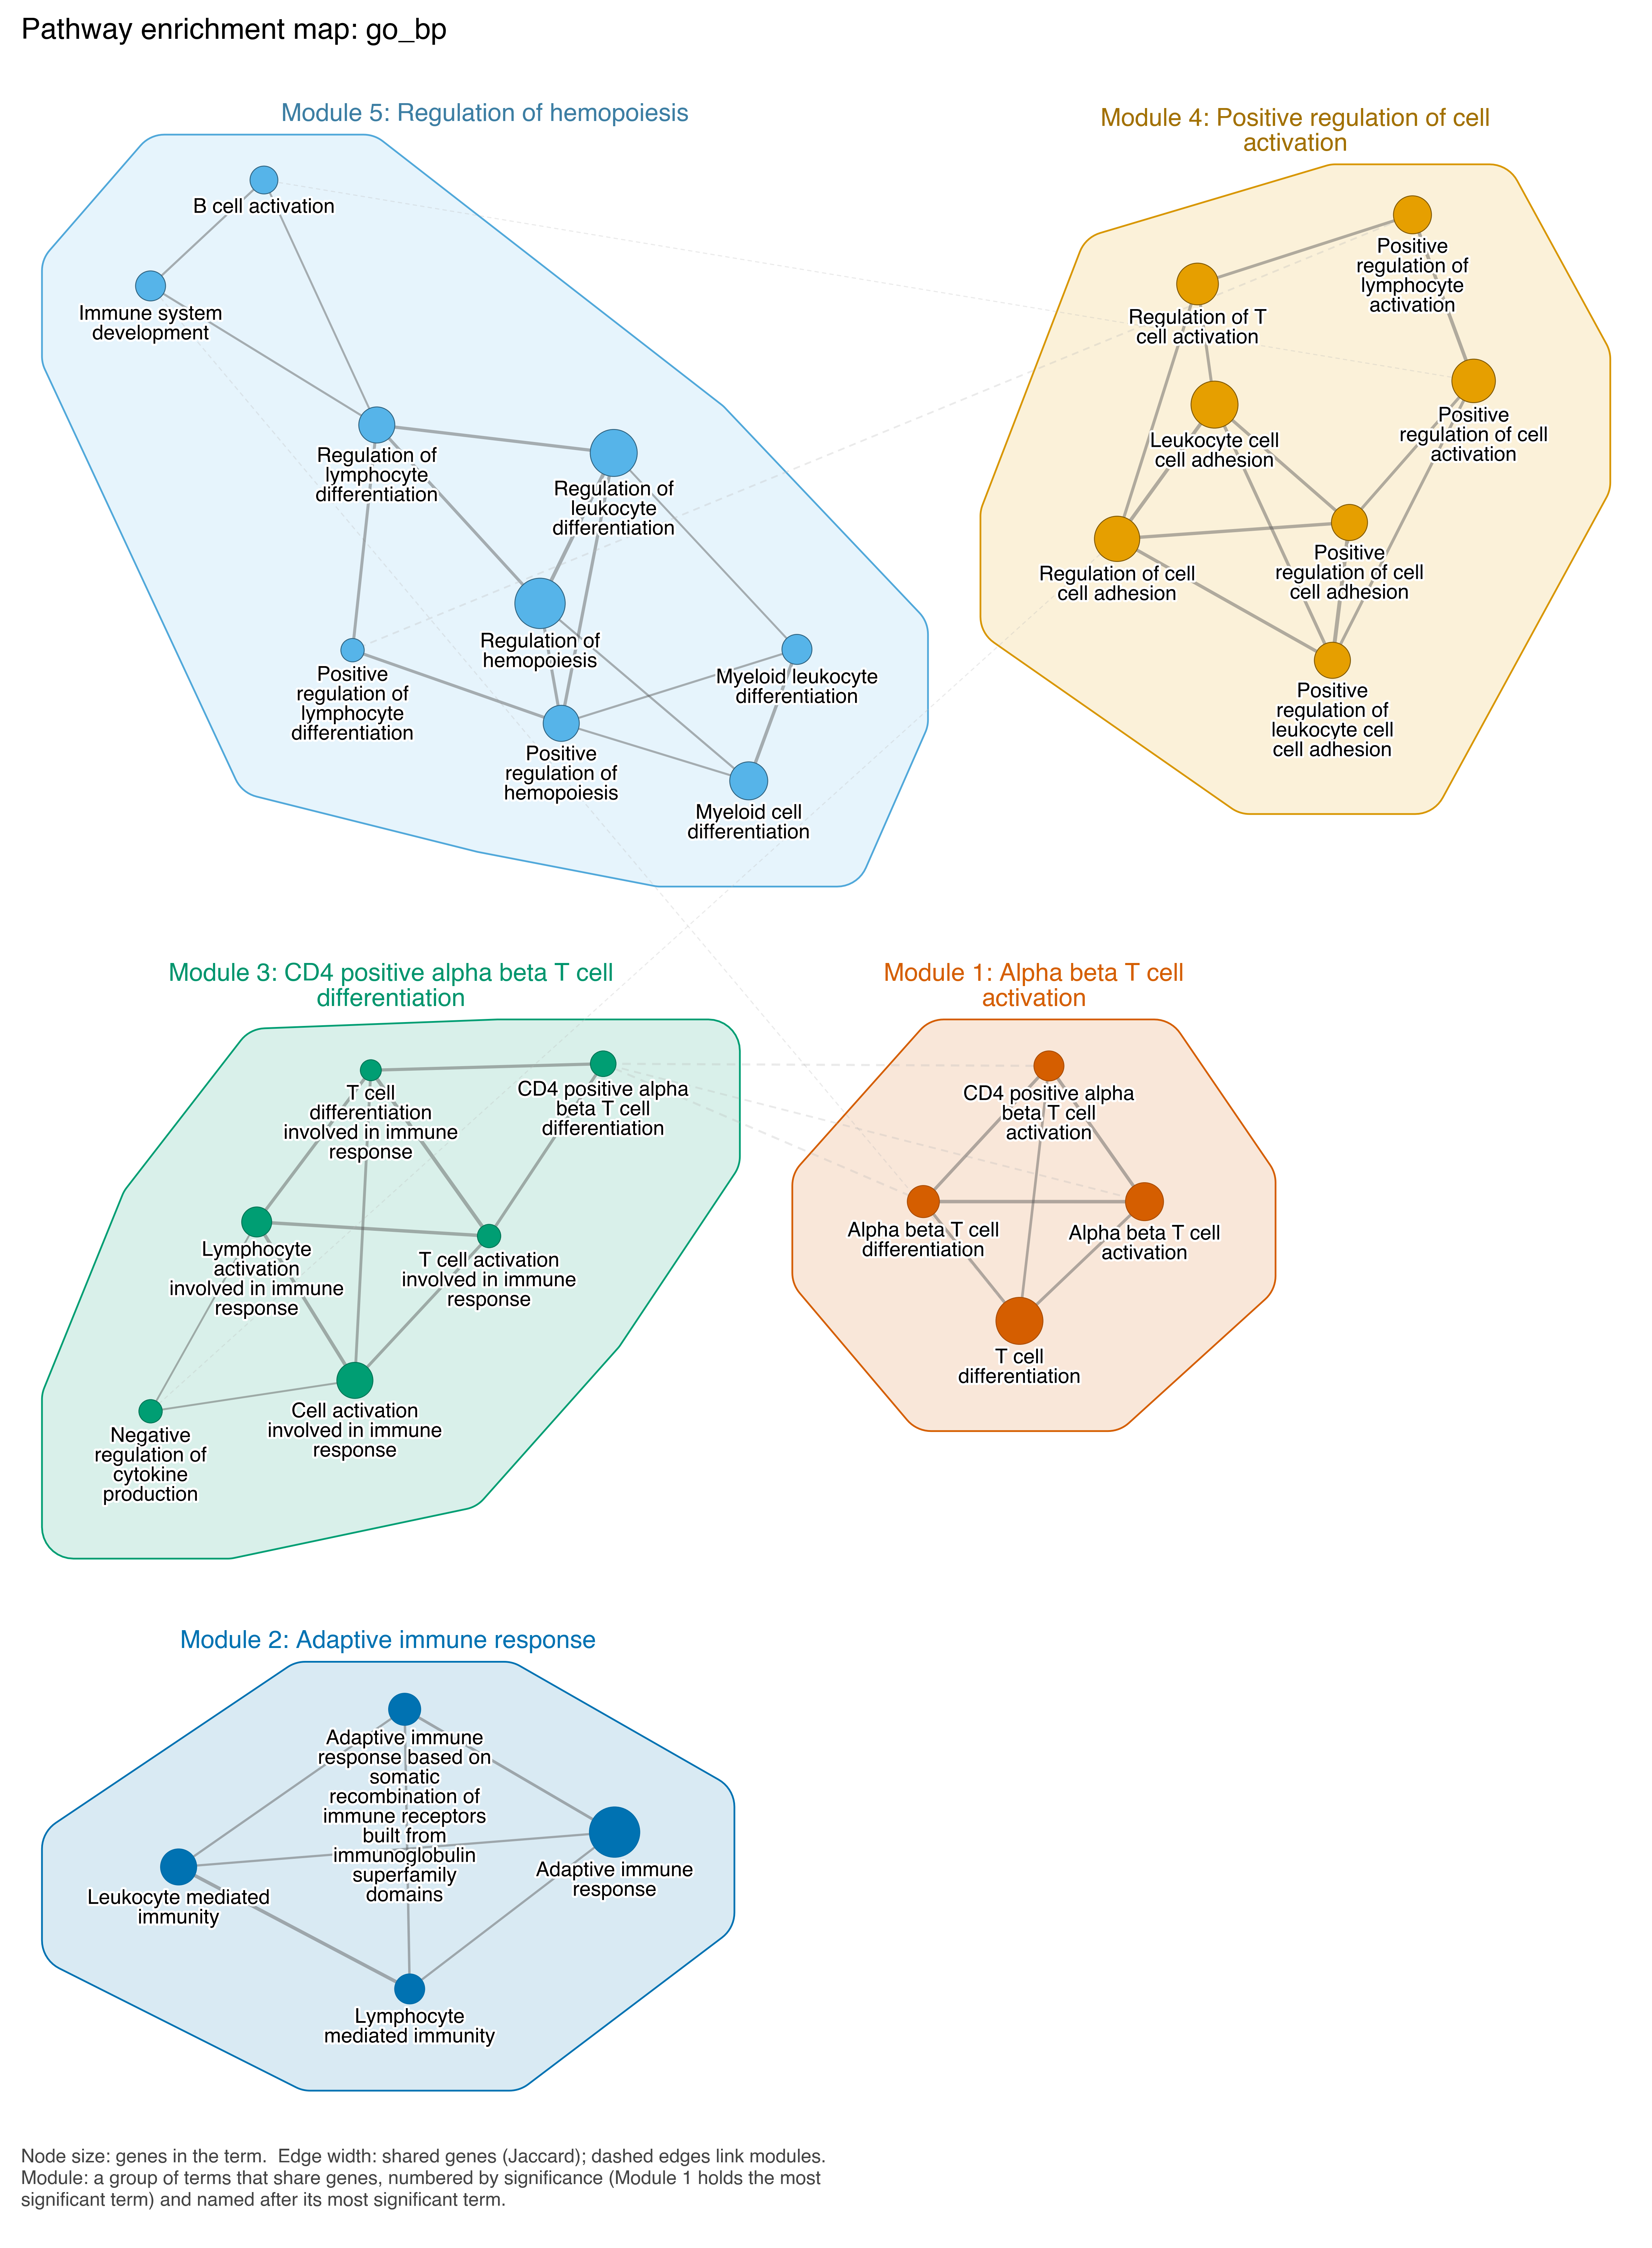 Pathway enrichment map: go_bp
Module 5: Regulation of hemopoiesis
B cell activation
Immune system
development
Regulation of
lymphocyte
differentiation
Regulation of
leukocyte
differentiation
Regulation of
hemopoiesis
Positive
regulation of
lymphocyte
differentiation
Myeloid leukocyte
differentiation
Positive
regulation of
hemopoiesis
Myeloid cell
differentiation
Module 4: Positive regulation of cell
activation
Positive
regulation of
lymphocyte
activation
Regulation of T
cell activation
Leukocyte cell
cell adhesion
Positive
regulation of cell
activation
Regulation of cell
cell adhesion
Positive
regulation of cell
cell adhesion
Positive
regulation of
leukocyte cell
cell adhesion
Module 3: CD4 positive alpha beta T cell
differentiation
T cell
differentiation
involved in immune
response
CD4 positive alpha
beta T cell
differentiation
Lymphocyte
activation
involved in immune
response
T cell activation
involved in immune
response
Cell activation
involved in immune
response
Negative
regulation of
cytokine
production
Module 1: Alpha beta T cell
activation
CD4 positive alpha
beta T cell
activation
Alpha beta T cell
differentiation
Alpha beta T cell
activation
T cell
differentiation
Module 2: Adaptive immune response
Adaptive immune
response based on
somatic
recombination of
immune receptors
built from
immunoglobulin
superfamily
domains
Adaptive immune
response
Leukocyte mediated
immunity
Lymphocyte
mediated immunity
Node size: genes in the term.  Edge width: shared genes (Jaccard); dashed edges link modules.
Module: a group of terms that share genes, numbered by significance (Module 1 holds the most
significant term) and named after its most significant term.